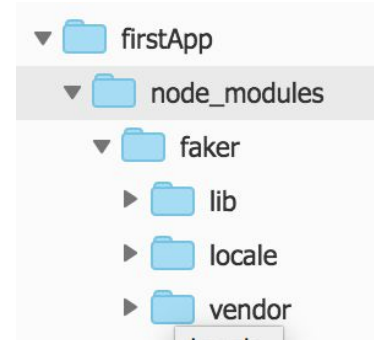 firstApp
node_modules
faker
lib
locale
vendor